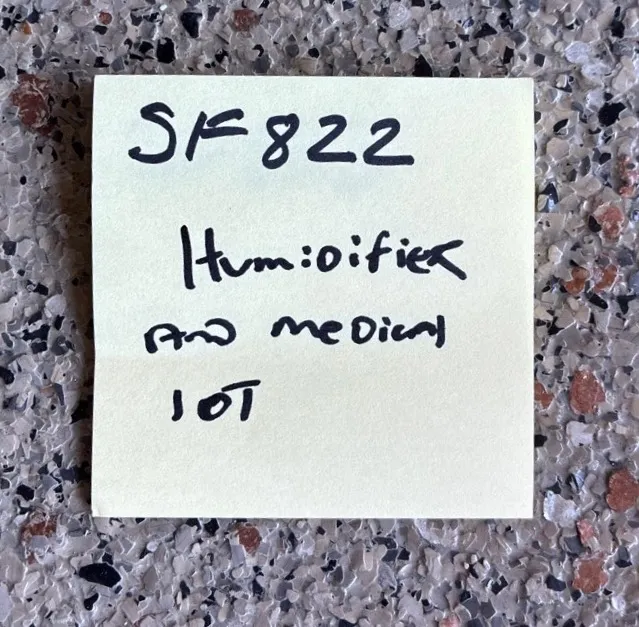 SF822
Humidifier
And medical
IOT